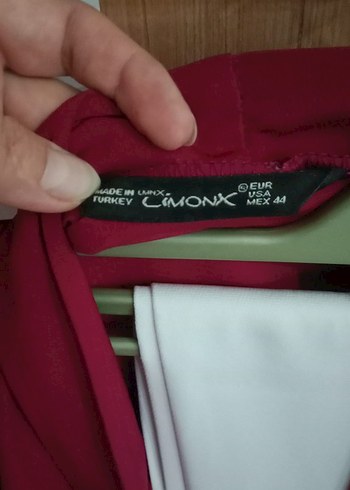 MADE IN
TURKEY
LMNX
LiMONX
EUR
USA
MEX 44